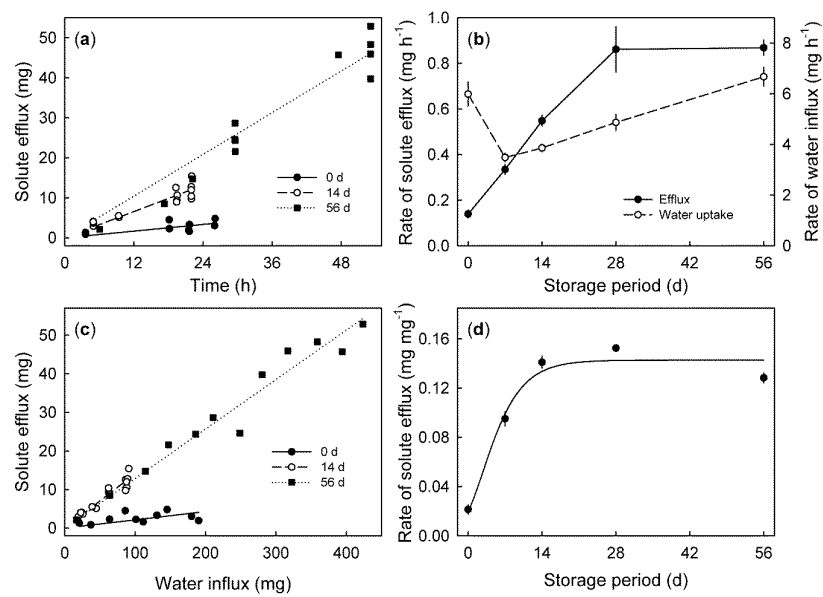 (a)
Solute efflux (mg)
50
40
30
20
10
0
0 d
14 d
56 d
0 12 24 36 48
Time (h)
(b)
Rate of solute efflux (mg h-1)
1.0
0.8
0.6
0.4
0.2
0.0
Efflux
Water uptake
8
6
4
2
0
Rate of water influx (mg h-1)
0 14 28 42 56
Storage period (d)
(c)
Solute efflux (mg)
50
40
30
20
10
0
0 d
14 d
56 d
0 100 200 300 400
Water influx (mg)
(d)
Rate of solute efflux (mg mg-1)
0.16
0.12
0.08
0.04
0.00
0 14 28 42 56
Storage period (d)